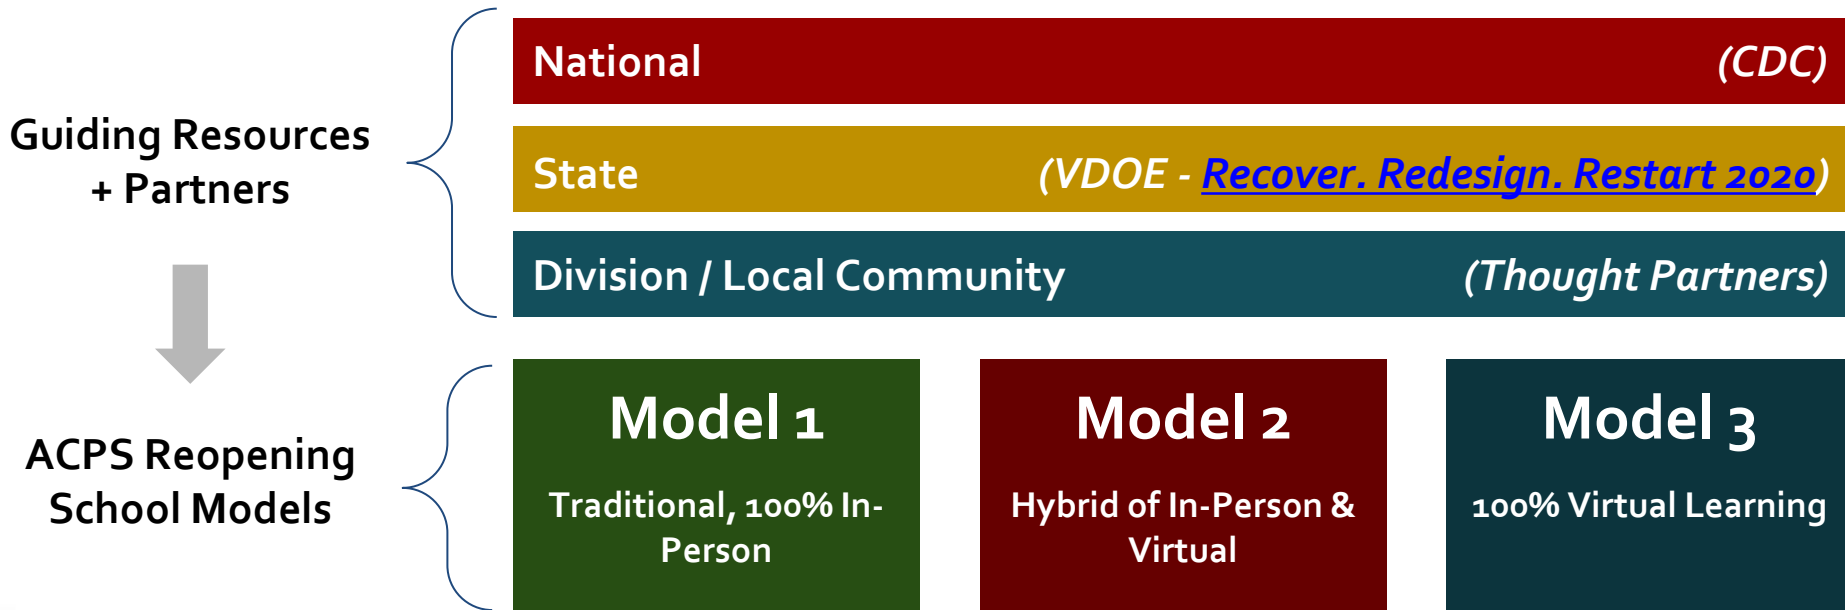 Guiding Resources
+ Partners
National (CDC)
State (VDOE - Recover. Redesign. Restart 2020)
Division / Local Community (Thought Partners)
ACPS Reopening
School Models
Model 1
Traditional, 100% In-
Person
Model 2
Hybrid of In-Person &
Virtual
Model 3
100% Virtual Learning